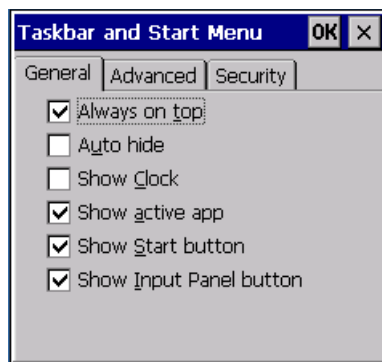 Taskbar and Start Menu OK ×
General Advanced Security
Always on top
Auto hide
Show Clock
Show active app
Show Start button
Show Input Panel button